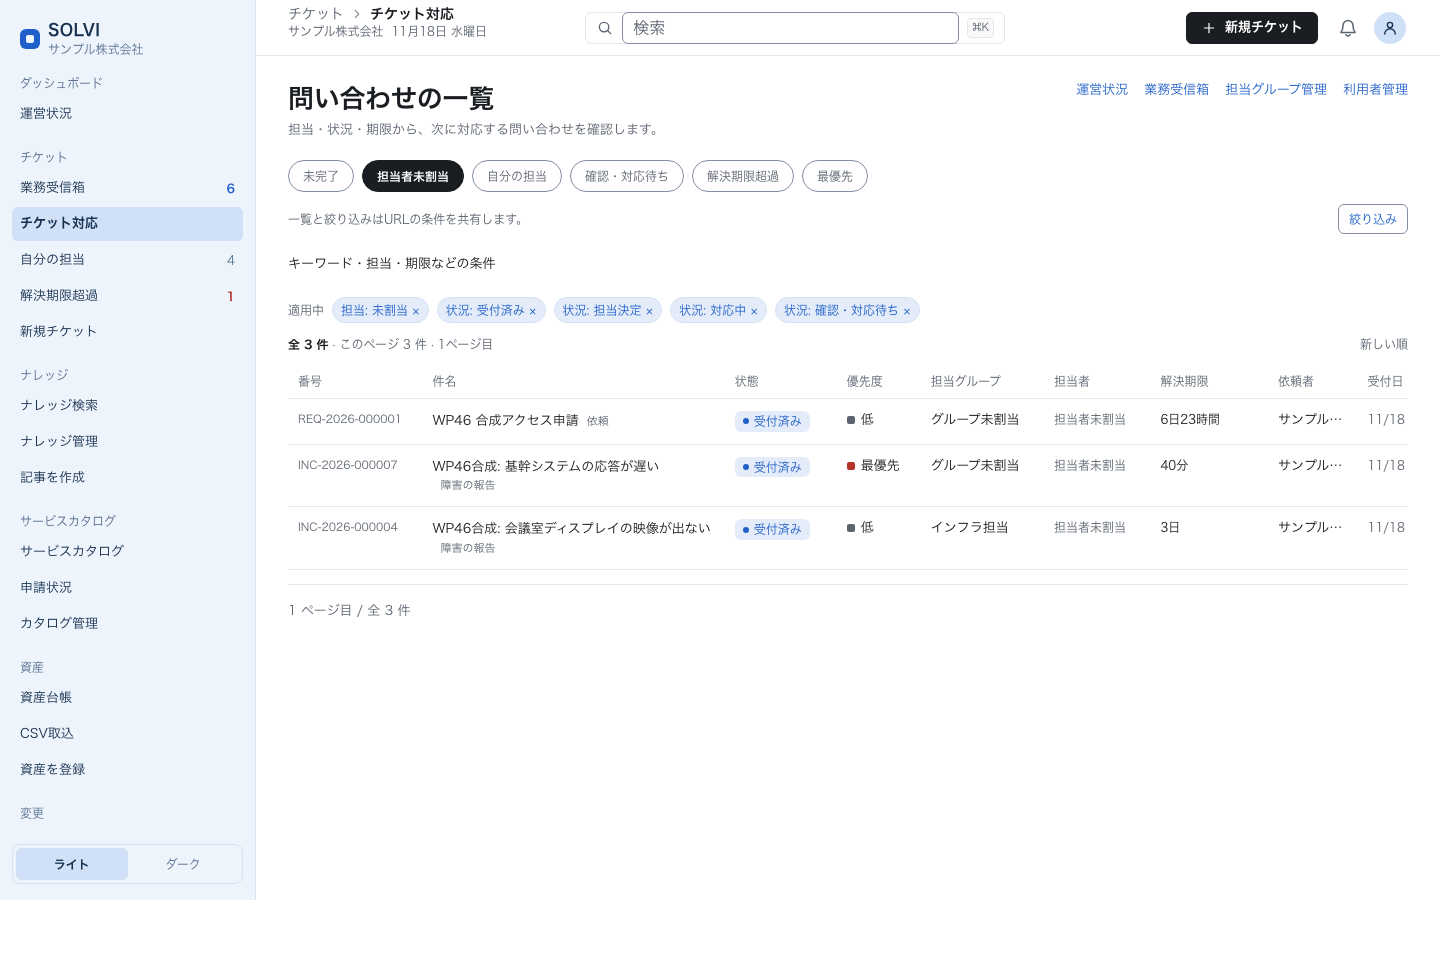 SOLVI
サンプル株式会社
ダッシュボード
運営状況
チケット
業務受信箱 6
チケット対応
自分の担当 4
解決期限超過 1
新規チケット
ナレッジ
ナレッジ検索
ナレッジ管理
記事を作成
サービスカタログ
サービスカタログ
申請状況
カタログ管理
資産
資産台帳
CSV取込
資産を登録
変更
ライト ダーク
チケット > チケット対応
サンプル株式会社 11月18日 水曜日
検索 ⌘K
+ 新規チケット
問い合わせの一覧
運営状況 業務受信箱 担当グループ管理 利用者管理
担当・状況・期限から、次に対応する問い合わせを確認します。
未完了 担当者未割当 自分の担当 確認・対応待ち 解決期限超過 最優先
一覧と絞り込みはURLの条件を共有します。 絞り込み
キーワード・担当・期限などの条件
適用中 担当: 未割当 × 状況: 受付済み × 状況: 担当決定 × 状況: 対応中 × 状況: 確認・対応待ち ×
全 3 件 · このページ 3 件 · 1ページ目 新しい順
番号 件名 状態 優先度 担当グループ 担当者 解決期限 依頼者 受付日
REQ-2026-000001 WP46 合成アクセス申請 依頼 受付済み 低 グループ未割当 担当者未割当 6日23時間 サンプル… 11/18
INC-2026-000007 WP46合成: 基幹システムの応答が遅い 受付済み 最優先 グループ未割当 担当者未割当 40分 サンプル… 11/18
障害の報告
INC-2026-000004 WP46合成: 会議室ディスプレイの映像が出ない 受付済み 低 インフラ担当 担当者未割当 3日 サンプル… 11/18
障害の報告
1 ページ目 / 全 3 件